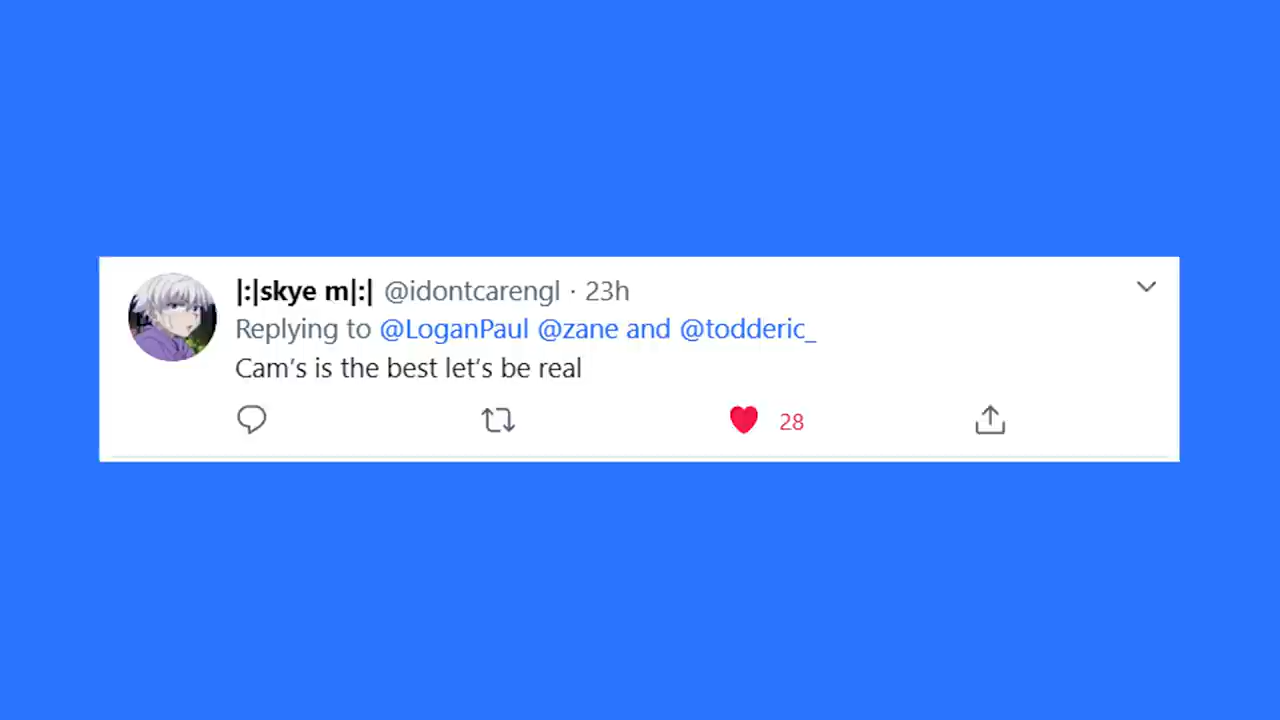 |:|skye m|:| @idontcarengl · 23h
Replying to @LoganPaul @zane and @todderic_
Cam’s is the best let’s be real
28